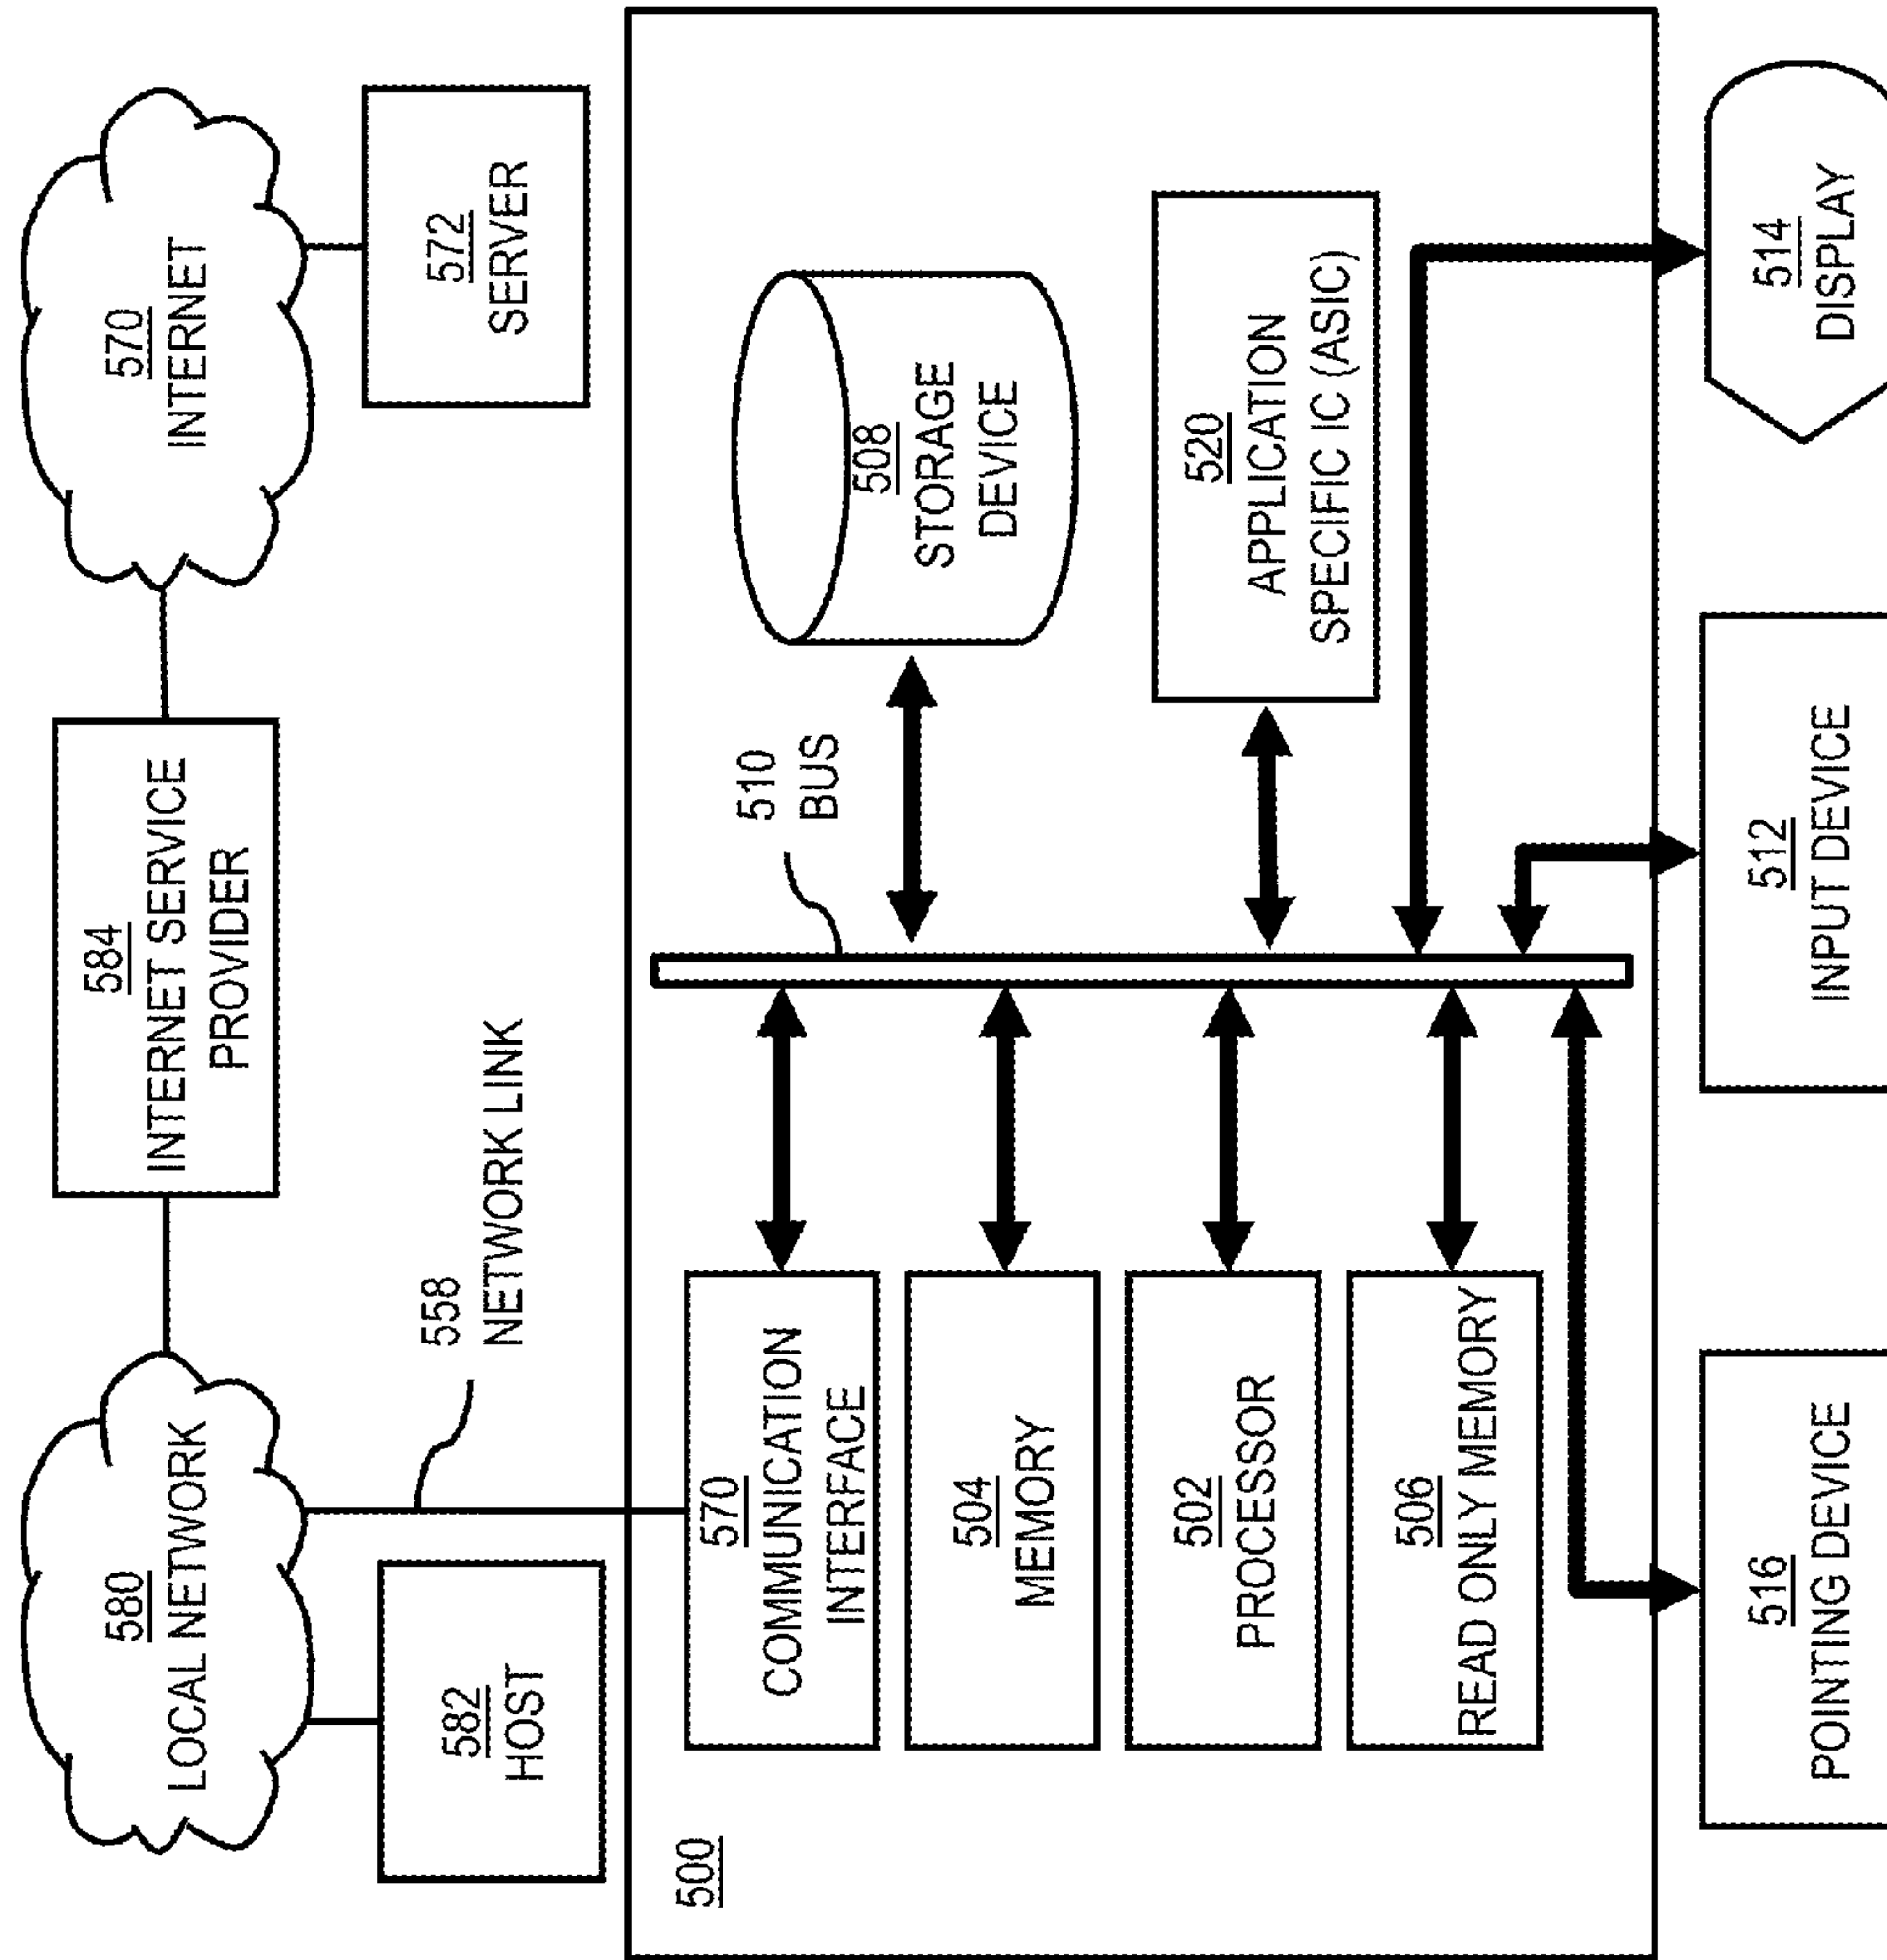 580
LOCAL NETWORK
584
INTERNET SERVICE
PROVIDER
570
INTERNET
582
HOST
558
NETWORK LINK
572
SERVER
500
570
COMMUNICATION
INTERFACE
510
BUS
508
STORAGE
DEVICE
504
MEMORY
502
PROCESSOR
520
APPLICATION
SPECIFIC IC (ASIC)
506
READ ONLY MEMORY
516
POINTING DEVICE
512
INPUT DEVICE
514
DISPLAY